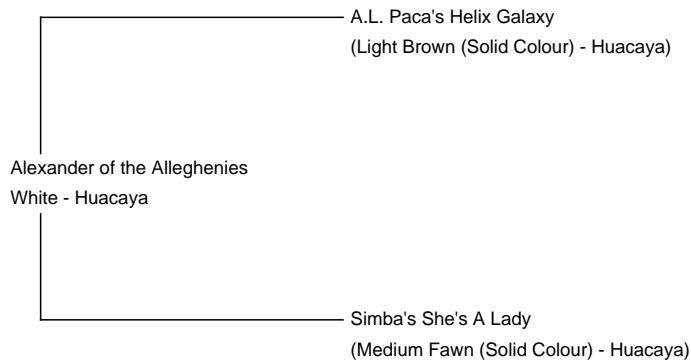 A.L. Paca's Helix Galaxy
(Light Brown (Solid Colour) - Huacaya)
Alexander of the Alleghenies
White - Huacaya
Simba's She's A Lady
(Medium Fawn (Solid Colour) - Huacaya)